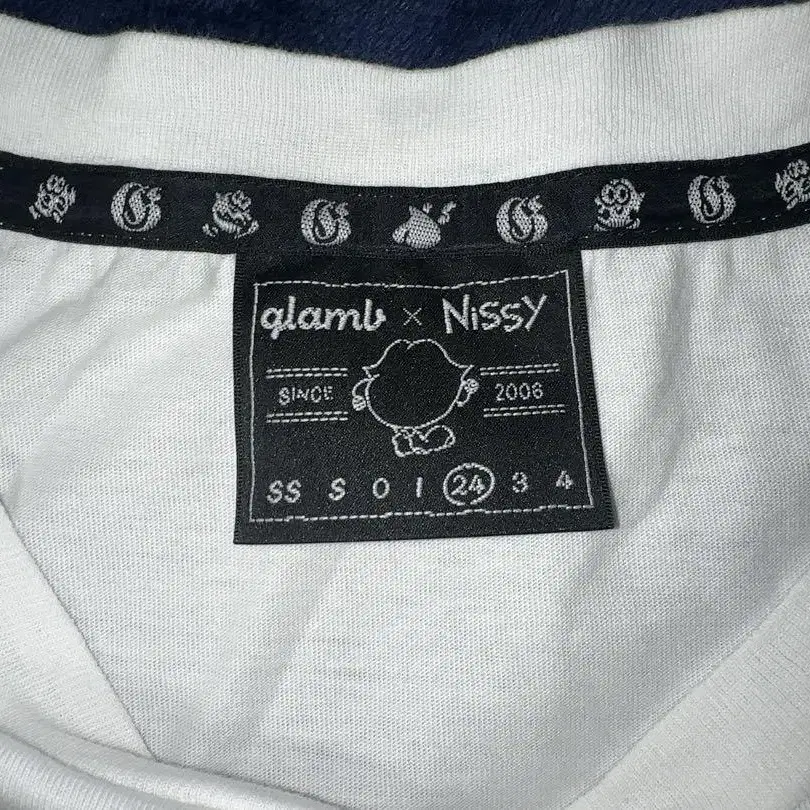 G G G G
glamb × NiSSY
SINCE 2006
SS S 0 1 24 3 4